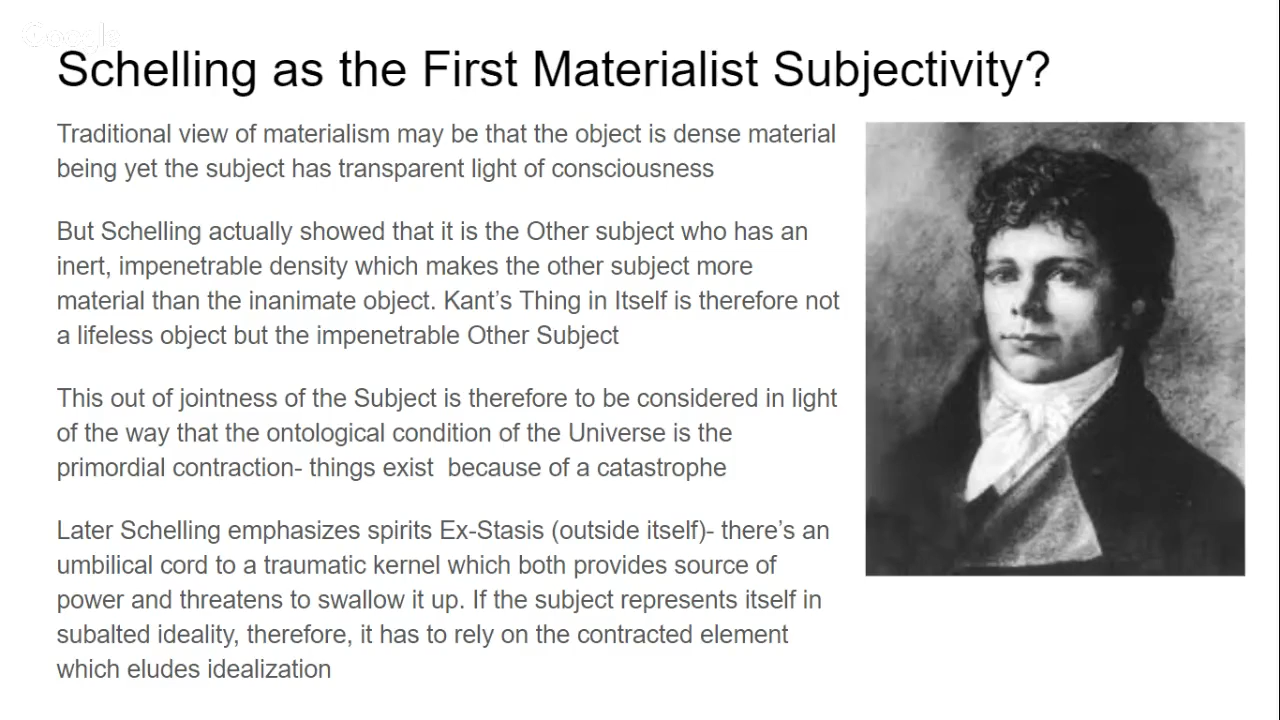 Google
Schelling as the First Materialist Subjectivity?
Traditional view of materialism may be that the object is dense material
being yet the subject has transparent light of consciousness
But Schelling actually showed that it is the Other subject who has an
inert, impenetrable density which makes the other subject more
material than the inanimate object. Kant’s Thing in Itself is therefore not
a lifeless object but the impenetrable Other Subject
This out of jointness of the Subject is therefore to be considered in light
of the way that the ontological condition of the Universe is the
primordial contraction- things exist  because of a catastrophe
Later Schelling emphasizes spirits Ex-Stasis (outside itself)- there’s an
umbilical cord to a traumatic kernel which both provides source of
power and threatens to swallow it up. If the subject represents itself in
subalted ideality, therefore, it has to rely on the contracted element
which eludes idealization